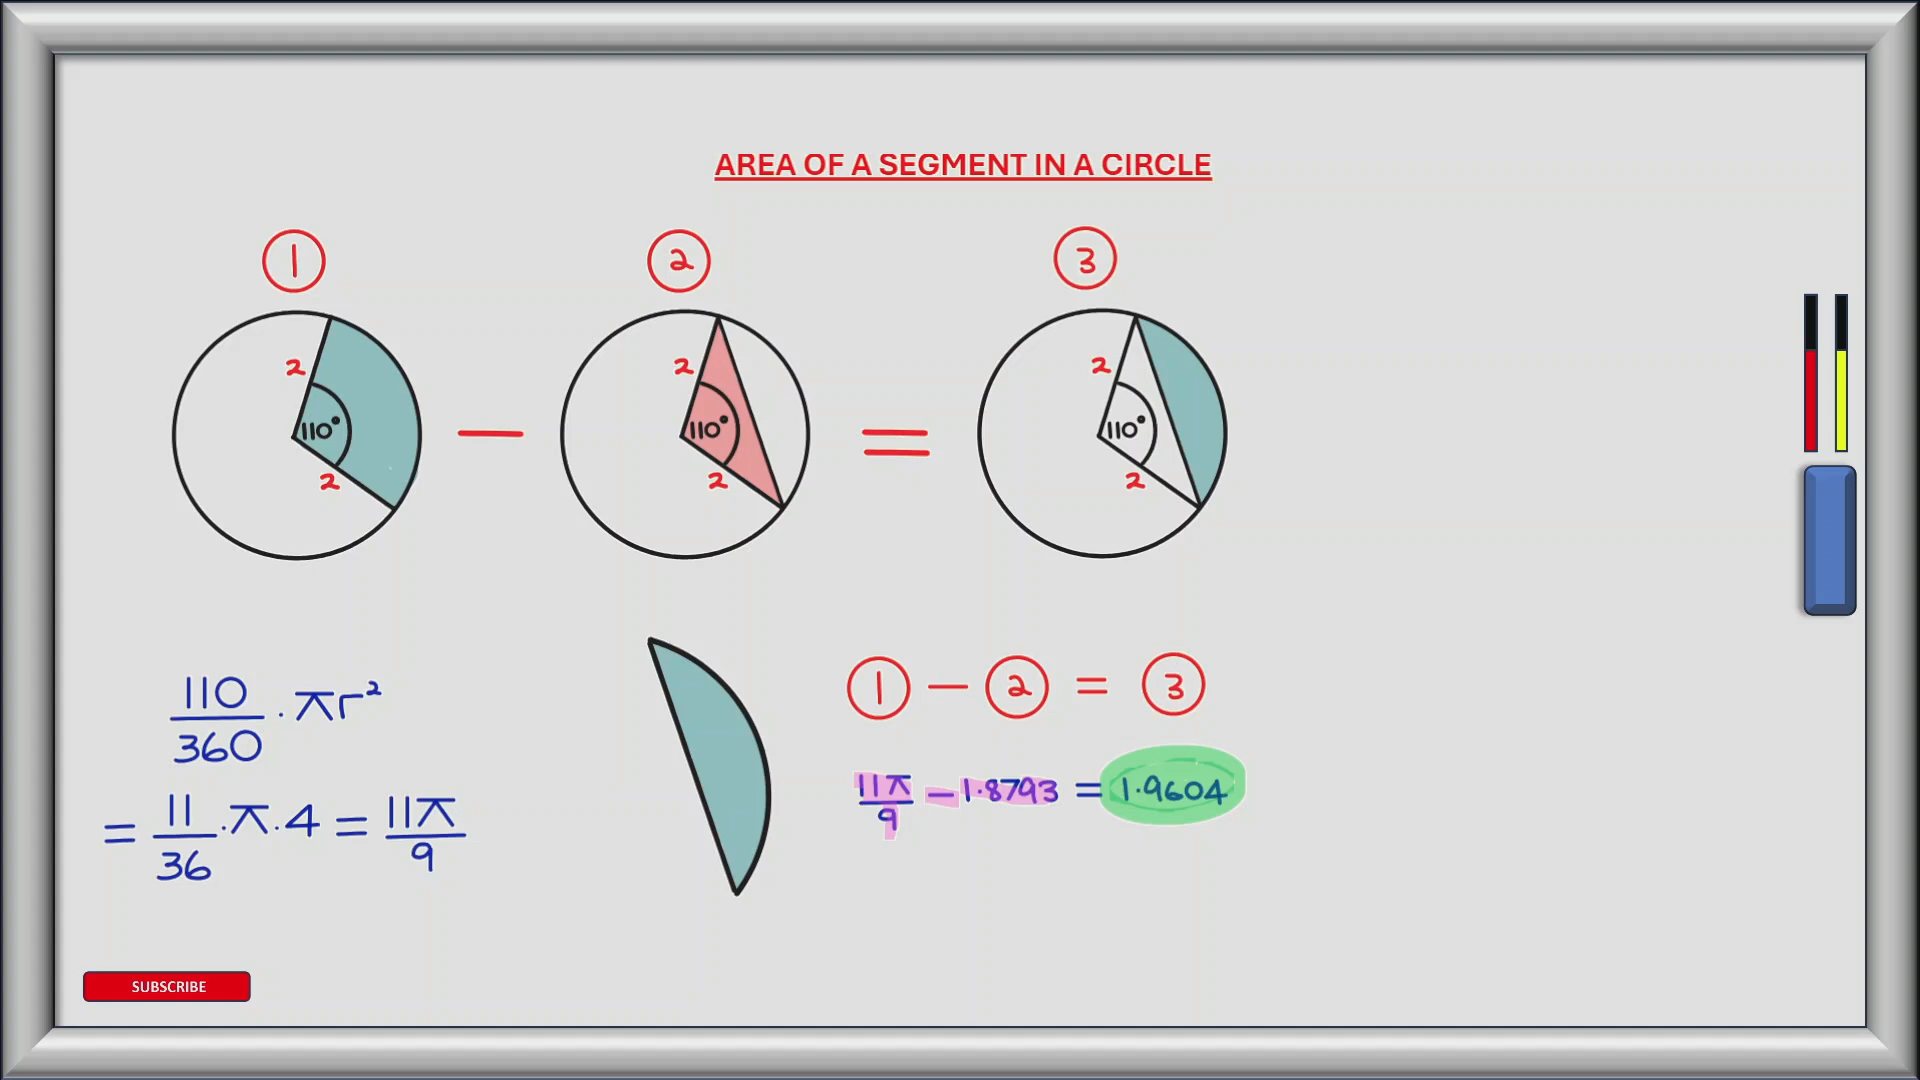 AREA OF A SEGMENT IN A CIRCLE
① ② ③
2 110° 2
2 110° 2
2 110° 2
− =
110/360 · πr²
= 11/36 · π · 4 = 11π/9
① − ② = ③
11π/9 − 1.8793 = 1.9604
SUBSCRIBE